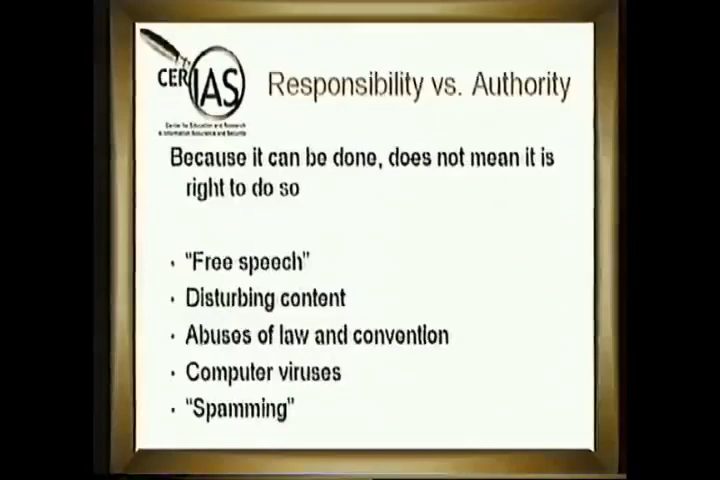 CERIAS
Responsibility vs. Authority
Center for Education and Research
in Information Assurance and Security
Because it can be done, does not mean it is
right to do so
· “Free speech”
· Disturbing content
· Abuses of law and convention
· Computer viruses
· “Spamming”